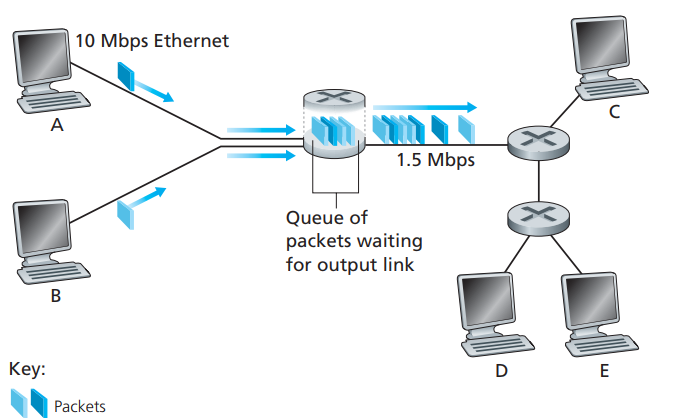 10 Mbps Ethernet
A
C
1.5 Mbps
Queue of
packets waiting
for output link
B
D
E
Key:
Packets